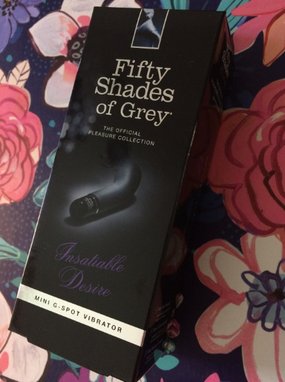 Fifty
Shades
of Grey
THE OFFICIAL
PLEASURE COLLECTION
Insatiable
Desire
MINI G-SPOT VIBRATOR